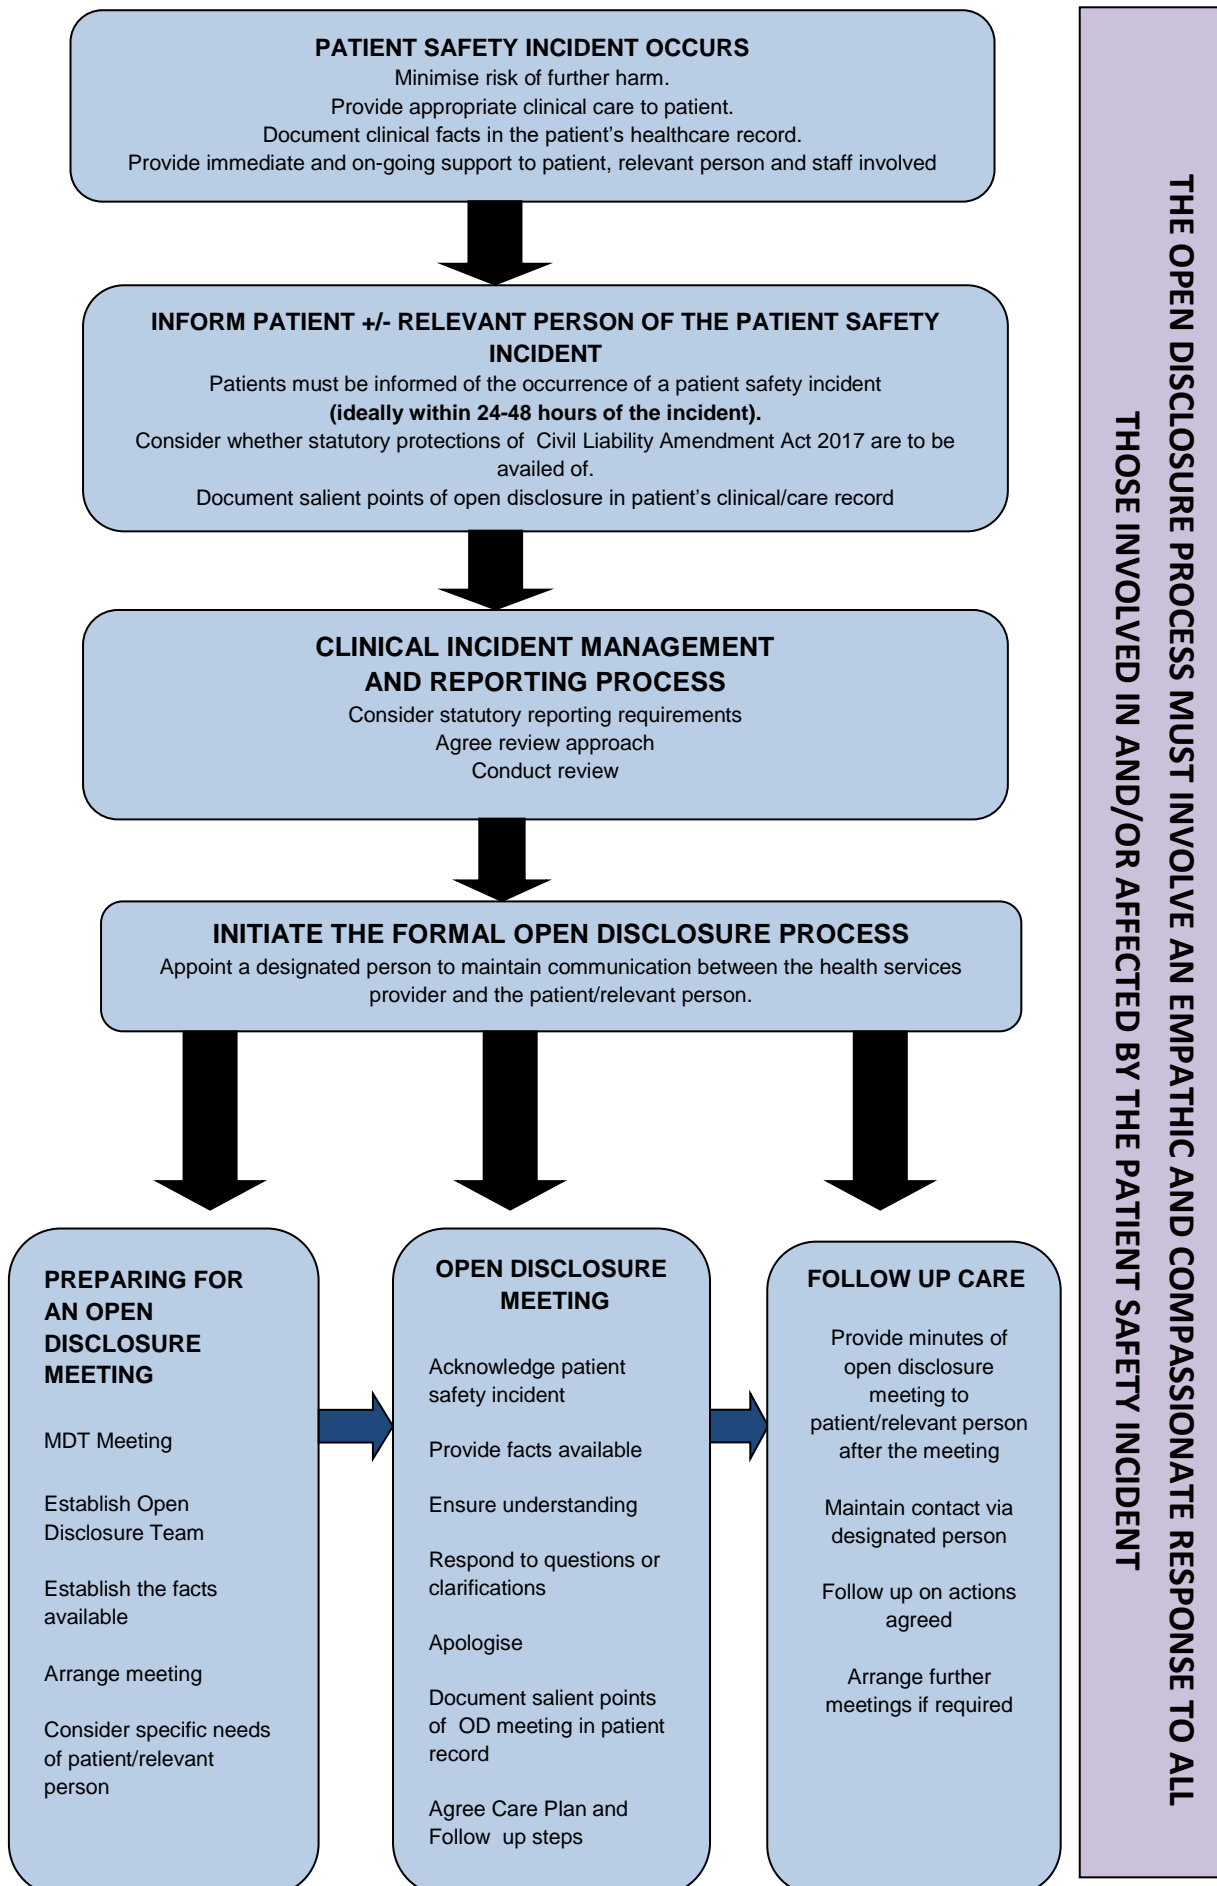 PATIENT SAFETY INCIDENT OCCURS
Minimise risk of further harm.
Provide appropriate clinical care to patient.
Document clinical facts in the patient’s healthcare record.
Provide immediate and on-going support to patient, relevant person and staff involved
INFORM PATIENT +/- RELEVANT PERSON OF THE PATIENT SAFETY
INCIDENT
Patients must be informed of the occurrence of a patient safety incident
(ideally within 24-48 hours of the incident).
Consider whether statutory protections of Civil Liability Amendment Act 2017 are to be
availed of.
Document salient points of open disclosure in patient’s clinical/care record
CLINICAL INCIDENT MANAGEMENT
AND REPORTING PROCESS
Consider statutory reporting requirements
Agree review approach
Conduct review
INITIATE THE FORMAL OPEN DISCLOSURE PROCESS
Appoint a designated person to maintain communication between the health services
provider and the patient/relevant person.
PREPARING FOR
AN OPEN
DISCLOSURE
MEETING
MDT Meeting
Establish Open
Disclosure Team
Establish the facts
available
Arrange meeting
Consider specific needs
of patient/relevant
person
OPEN DISCLOSURE
MEETING
Acknowledge patient
safety incident
Provide facts available
Ensure understanding
Respond to questions or
clarifications
Apologise
Document salient points
of OD meeting in patient
record
Agree Care Plan and
Follow up steps
FOLLOW UP CARE
Provide minutes of
open disclosure
meeting to
patient/relevant person
after the meeting
Maintain contact via
designated person
Follow up on actions
agreed
Arrange further
meetings if required
THE OPEN DISCLOSURE PROCESS MUST INVOLVE AN EMPATHIC AND COMPASSIONATE RESPONSE TO ALL
THOSE INVOLVED IN AND/OR AFFECTED BY THE PATIENT SAFETY INCIDENT